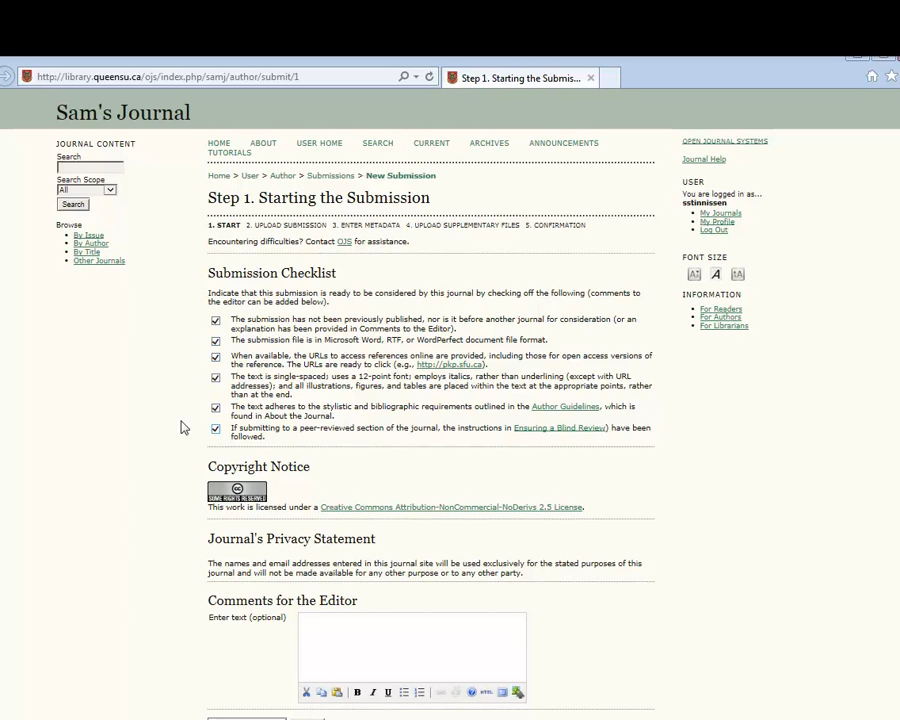 http://library.queensu.ca/ojs/index.php/samj/author/submit/1
Step 1. Starting the Submis...
Sam's Journal
JOURNAL CONTENT
Search
Search Scope
All
Search
Browse
By Issue
By Author
By Title
Other Journals
HOME ABOUT USER HOME SEARCH CURRENT ARCHIVES ANNOUNCEMENTS
TUTORIALS
Home > User > Author > Submissions > New Submission
Step 1. Starting the Submission
1. START 2. UPLOAD SUBMISSION 3. ENTER METADATA 4. UPLOAD SUPPLEMENTARY FILES 5. CONFIRMATION
Encountering difficulties? Contact OJS for assistance.
Submission Checklist
Indicate that this submission is ready to be considered by this journal by checking off the following (comments to
the editor can be added below).
The submission has not been previously published, nor is it before another journal for consideration (or an
explanation has been provided in Comments to the Editor).
The submission file is in Microsoft Word, RTF, or WordPerfect document file format.
When available, the URLs to access references online are provided, including those for open access versions of
the reference. The URLs are ready to click (e.g., http://pkp.sfu.ca).
The text is single-spaced; uses a 12-point font; employs italics, rather than underlining (except with URL
addresses); and all illustrations, figures, and tables are placed within the text at the appropriate points, rather
than at the end.
The text adheres to the stylistic and bibliographic requirements outlined in the Author Guidelines, which is
found in About the Journal.
If submitting to a peer-reviewed section of the journal, the instructions in Ensuring a Blind Review) have been
followed.
Copyright Notice
cc
SOME RIGHTS RESERVED
This work is licensed under a Creative Commons Attribution-NonCommercial-NoDerivs 2.5 License.
Journal's Privacy Statement
The names and email addresses entered in this journal site will be used exclusively for the stated purposes of this
journal and will not be made available for any other purpose or to any other party.
Comments for the Editor
Enter text (optional)
B I U HTML
OPEN JOURNAL SYSTEMS
Journal Help
USER
You are logged in as...
sstinnissen
My Journals
My Profile
Log Out
FONT SIZE
A A A
INFORMATION
For Readers
For Authors
For Librarians